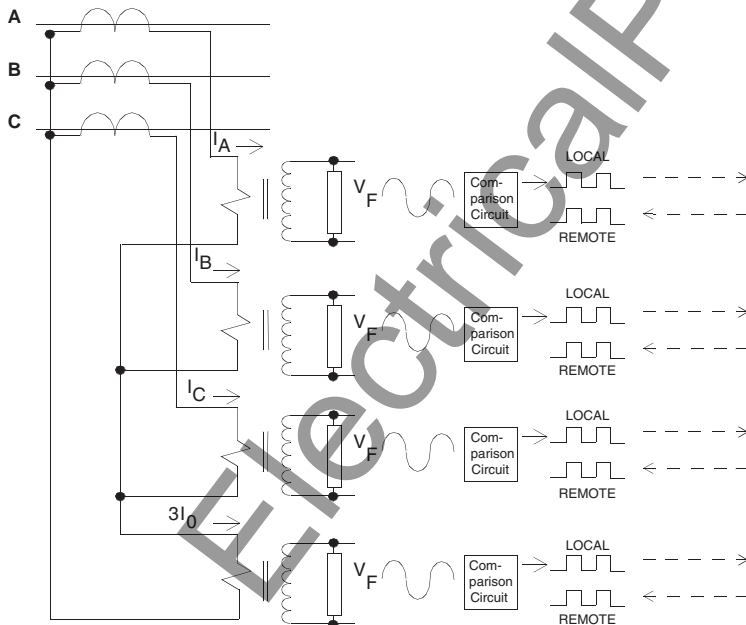 A
B
C
I_A
V_F
Com-
parison
Circuit
LOCAL
REMOTE
I_B
V_F
Com-
parison
Circuit
LOCAL
REMOTE
I_C
V_F
Com-
parison
Circuit
LOCAL
REMOTE
3I_0
V_F
Com-
parison
Circuit
LOCAL
REMOTE
ElectricalP